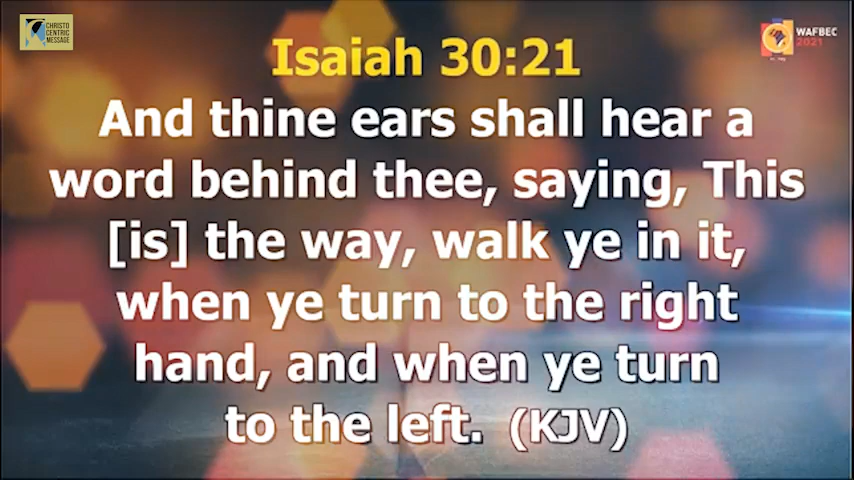 CHRISTO
CENTRIC
MESSAGE
WAFBEC
2021
Isaiah 30:21
And thine ears shall hear a
word behind thee, saying, This
[is] the way, walk ye in it,
when ye turn to the right
hand, and when ye turn
to the left. (KJV)